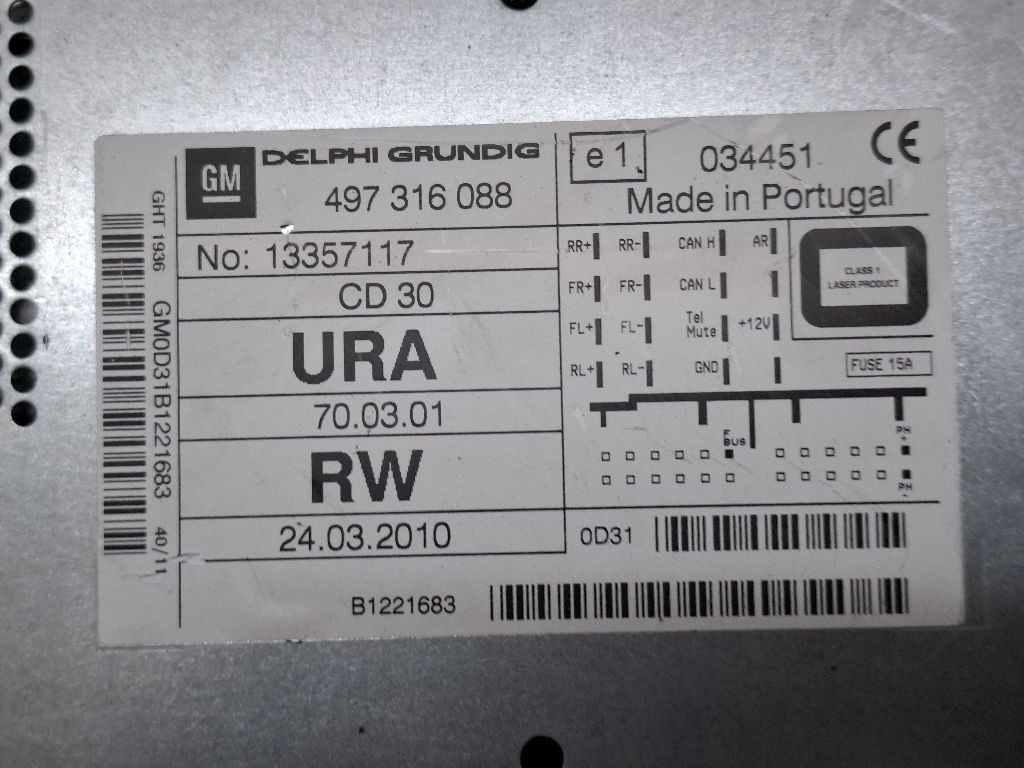 GM
DELPHI GRUNDIG
497 316 088
No: 13357117
CD 30
URA
70.03.01
RW
24.03.2010
B1221683
e 1
034451
CE
Made in Portugal
RR+ RR- CAN H AR
FR+ FR- CAN L
FL+ FL- Tel Mute +12V
RL+ RL- GND
CLASS 1
LASER PRODUCT
FUSE 15A
F BUS
PH +
PH -
0D31
GHT 1936
GM0D31B1221683
40/11